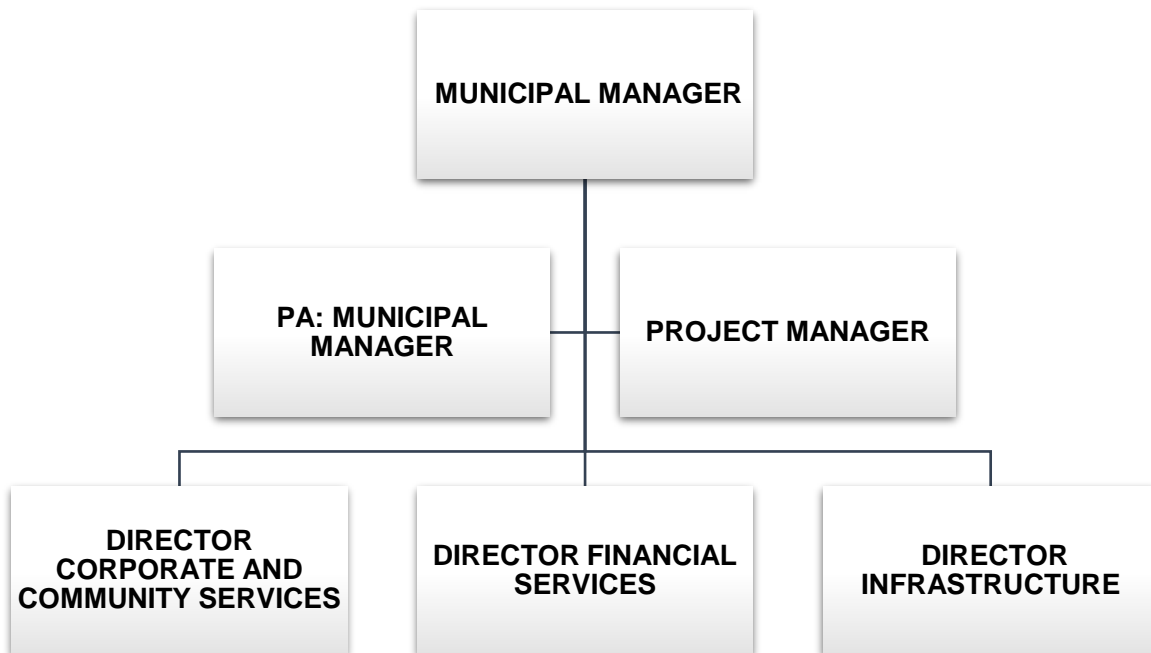 MUNICIPAL MANAGER
PA: MUNICIPAL
MANAGER
PROJECT MANAGER
DIRECTOR
CORPORATE AND
COMMUNITY SERVICES
DIRECTOR FINANCIAL
SERVICES
DIRECTOR
INFRASTRUCTURE